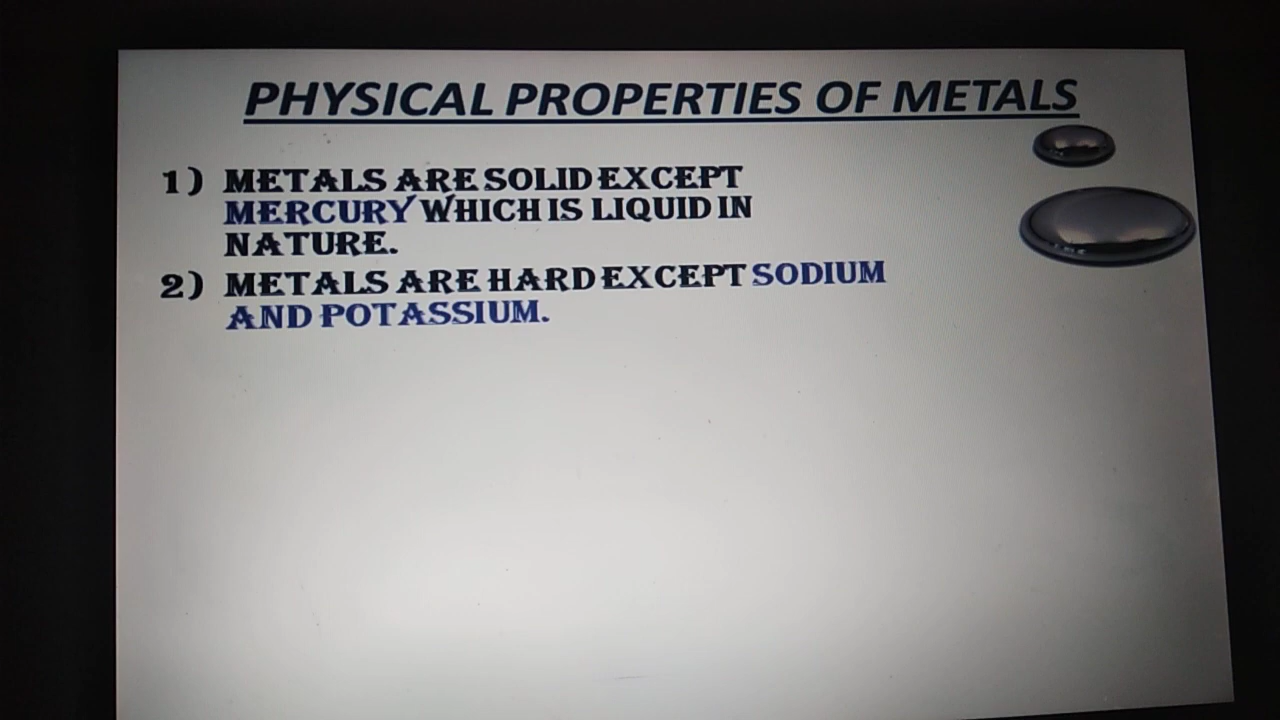 PHYSICAL PROPERTIES OF METALS
1) METALS ARE SOLID EXCEPT
MERCURY WHICH IS LIQUID IN
NATURE.
2) METALS ARE HARD EXCEPT SODIUM
AND POTASSIUM.